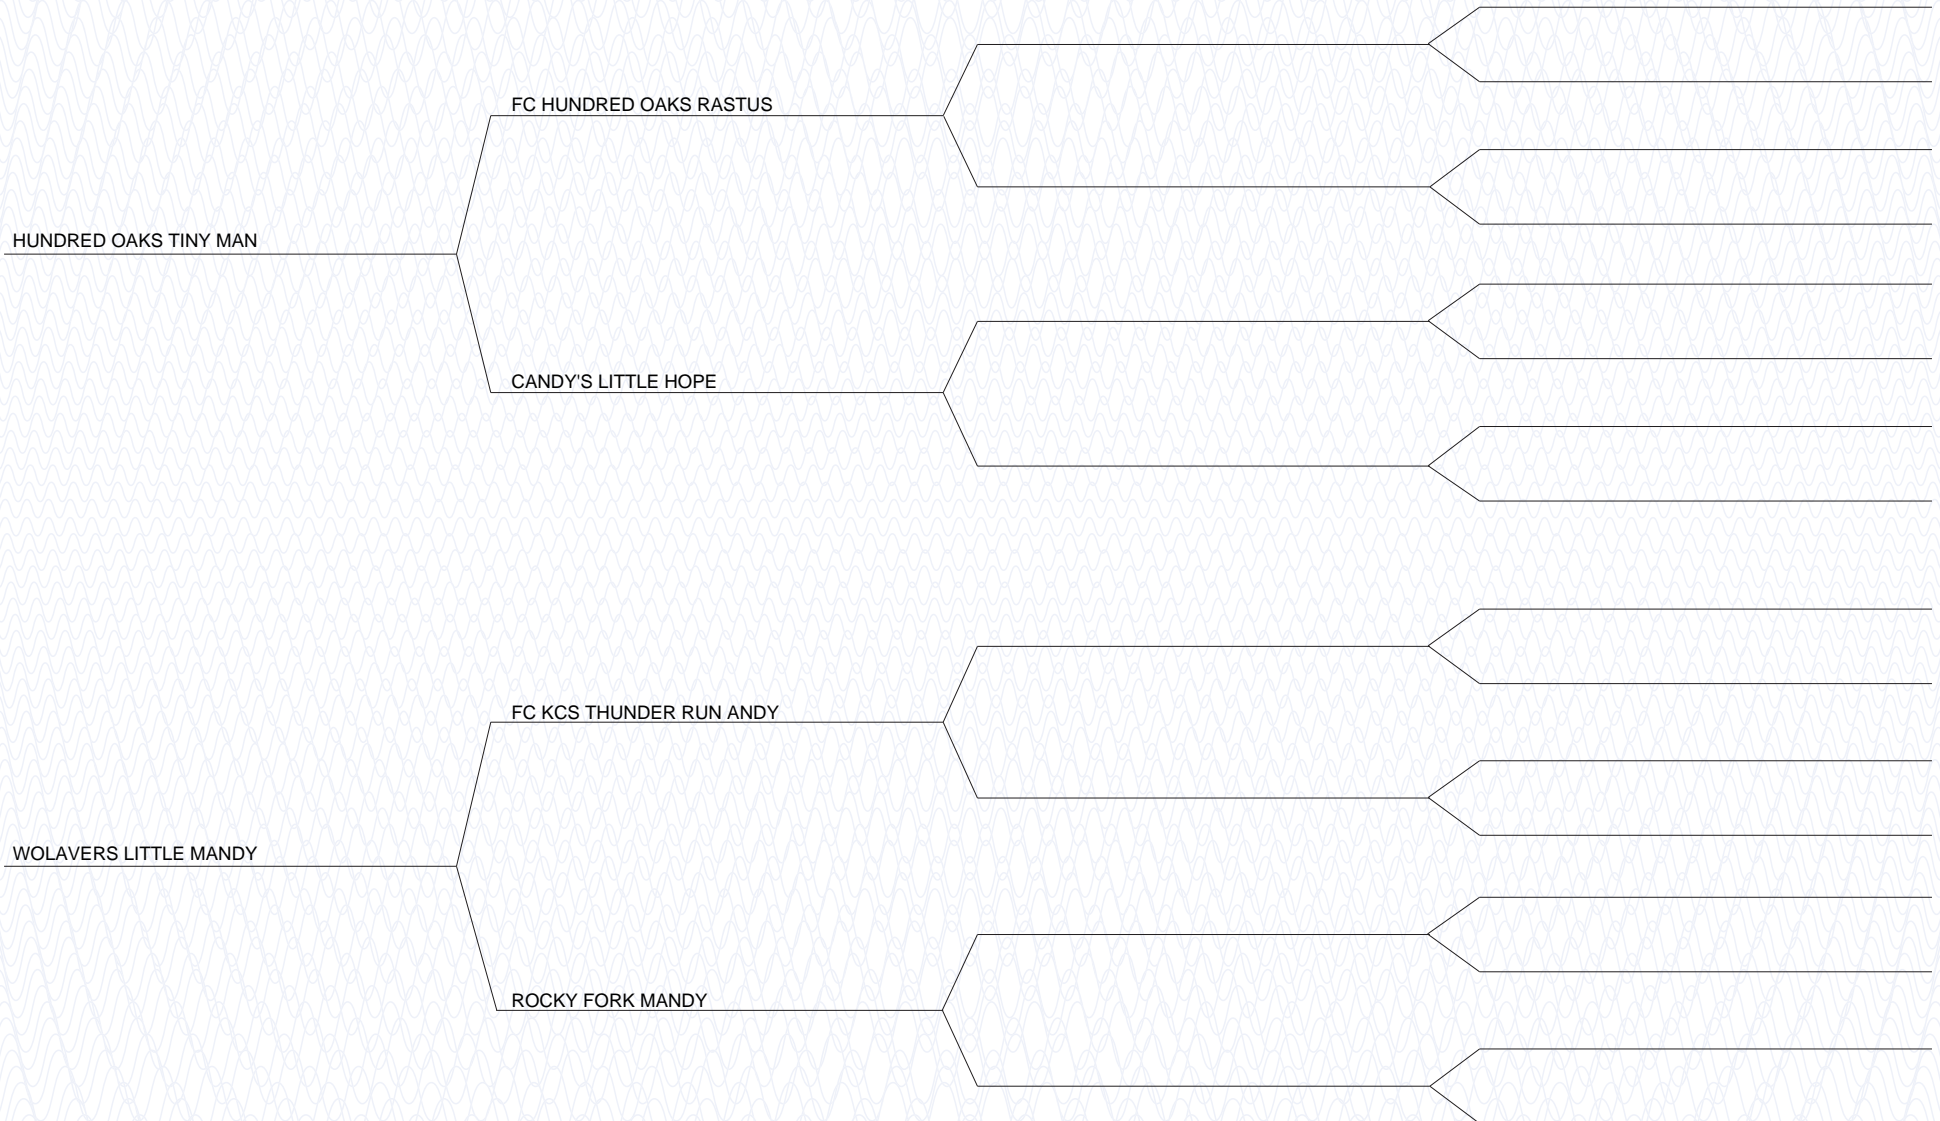 FC HUNDRED OAKS RASTUS
HUNDRED OAKS TINY MAN
CANDY'S LITTLE HOPE
FC KCS THUNDER RUN ANDY
WOLAVERS LITTLE MANDY
ROCKY FORK MANDY